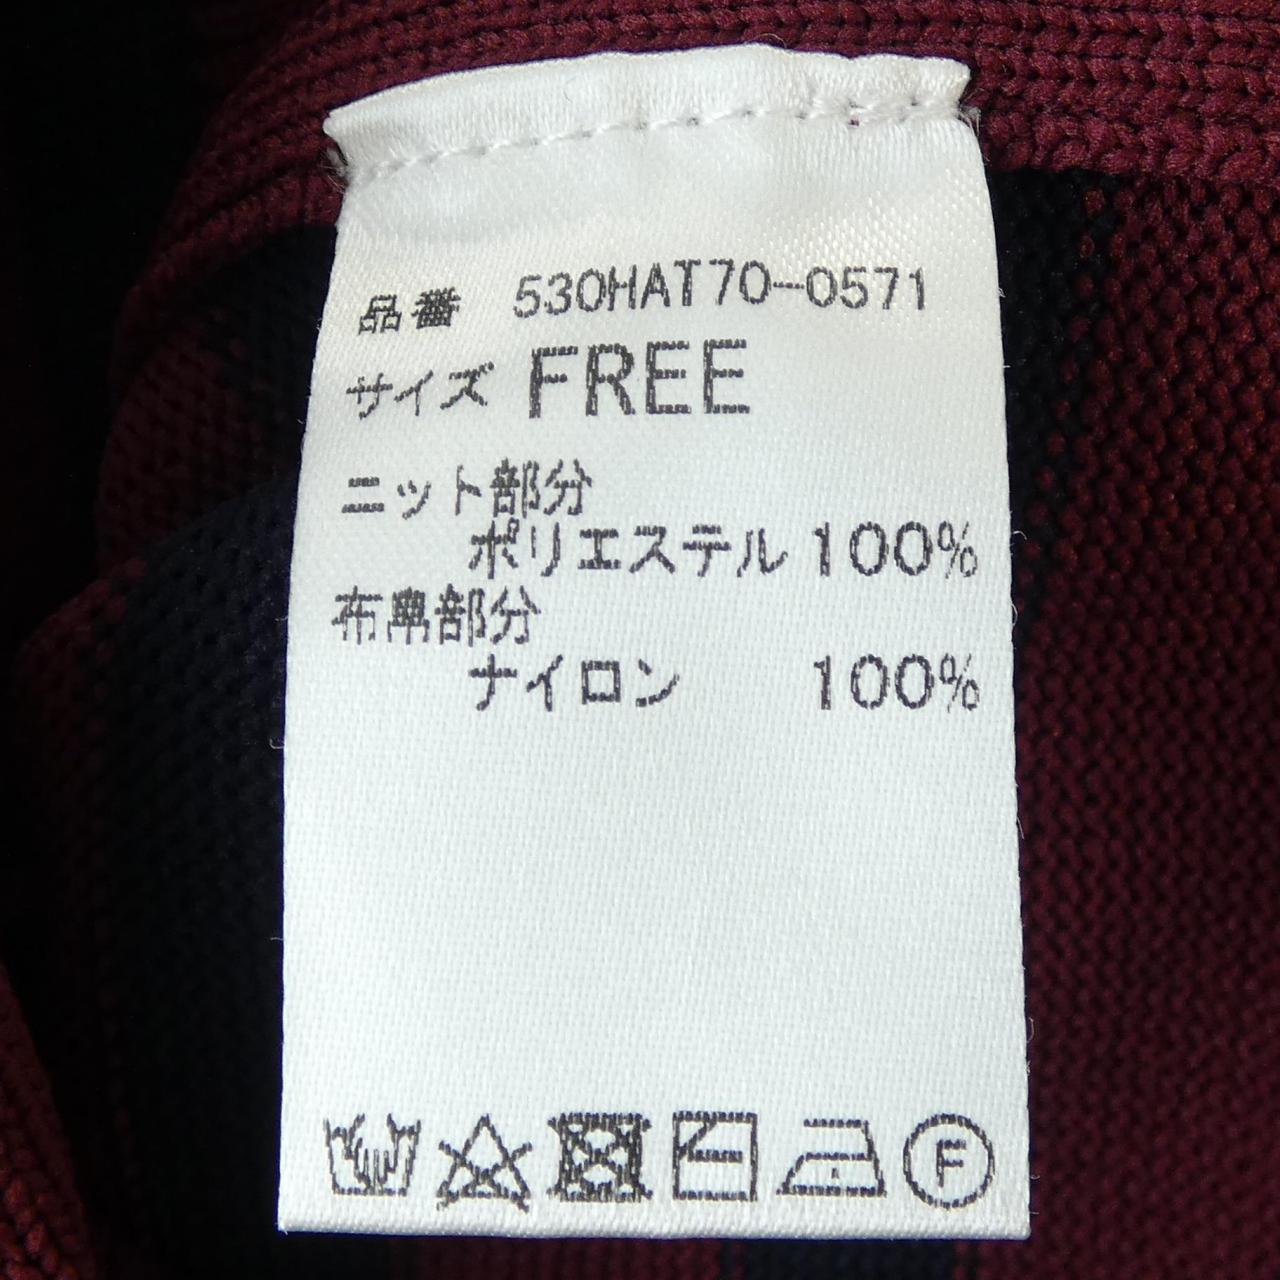 品番 530HAT70-0571
サイズ FREE
ニット部分
ポリエステル 100%
布帛部分
ナイロン 100%
F